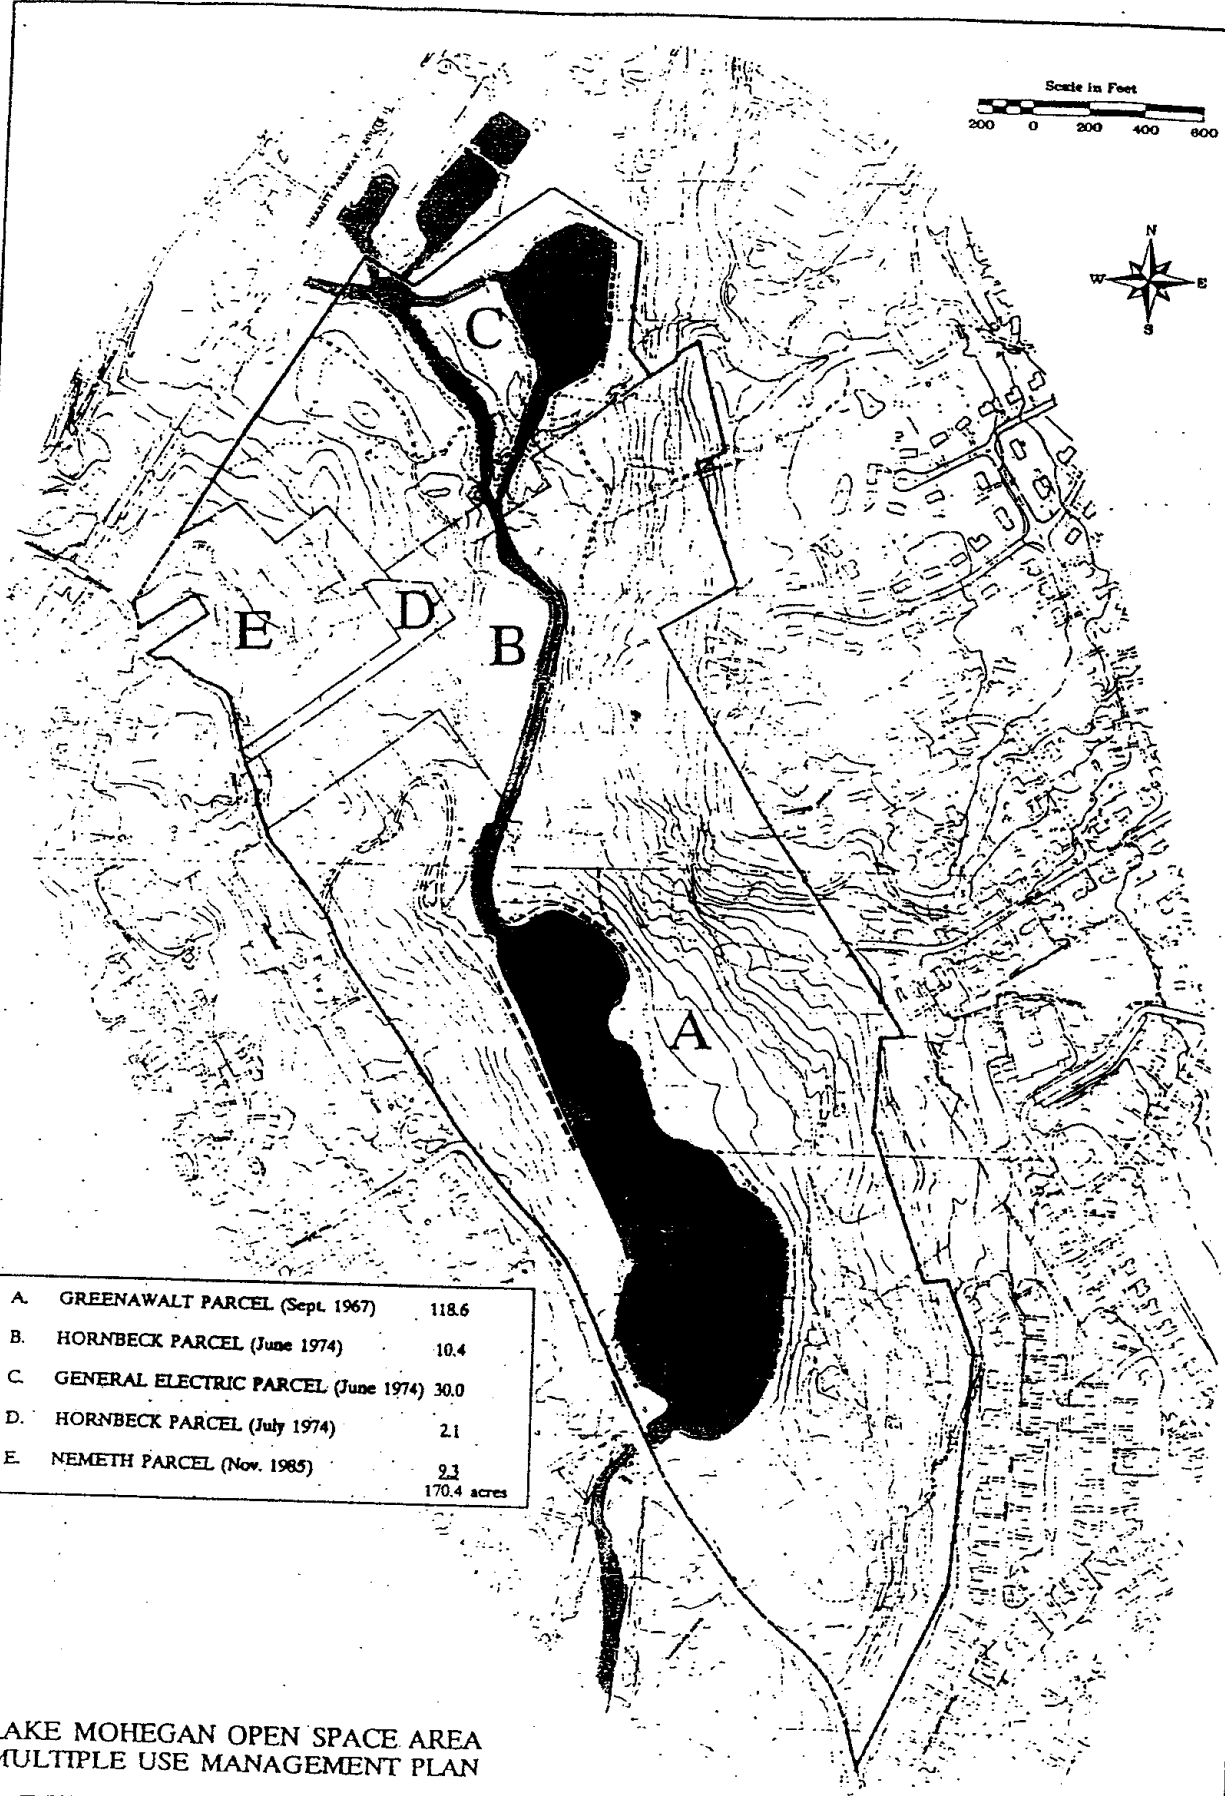 Scale in Feet
200 0 200 400 600
N
W E
S
C
D
E
B
A
A. GREENAWALT PARCEL (Sept. 1967) 118.6
B. HORNBECK PARCEL (June 1974) 10.4
C. GENERAL ELECTRIC PARCEL (June 1974) 30.0
D. HORNBECK PARCEL (July 1974) 2.1
E. NEMETH PARCEL (Nov. 1985) 9.3
170.4 acres
LAKE MOHEGAN OPEN SPACE AREA
MULTIPLE USE MANAGEMENT PLAN